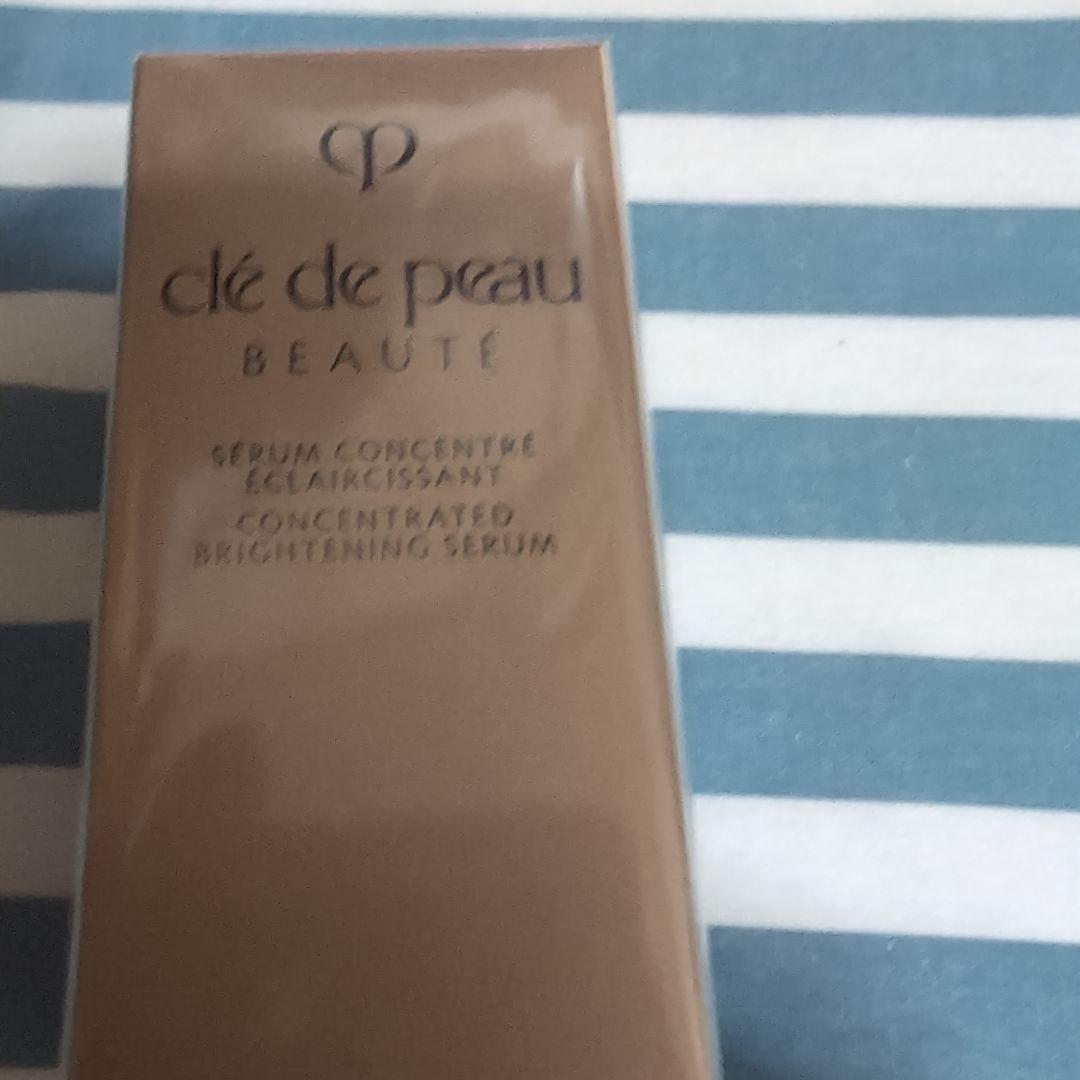 clé de peau
BEAUTÉ
SÉRUM CONCENTRÉ
ÉCLAIRCISSANT
CONCENTRATED
BRIGHTENING SERUM